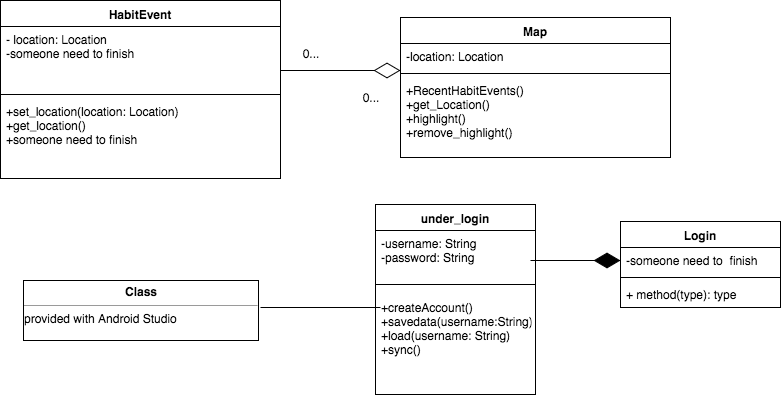 HabitEvent
- location: Location
-someone need to finish
+set_location(location: Location)
+get_location()
+someone need to finish
0...
0...
Map
-location: Location
+RecentHabitEvents()
+get_Location()
+highlight()
+remove_highlight()
under_login
-username: String
-password: String
+createAccount()
+savedata(username:String)
+load(username: String)
+sync()
Login
-someone need to  finish
+ method(type): type
Class
provided with Android Studio